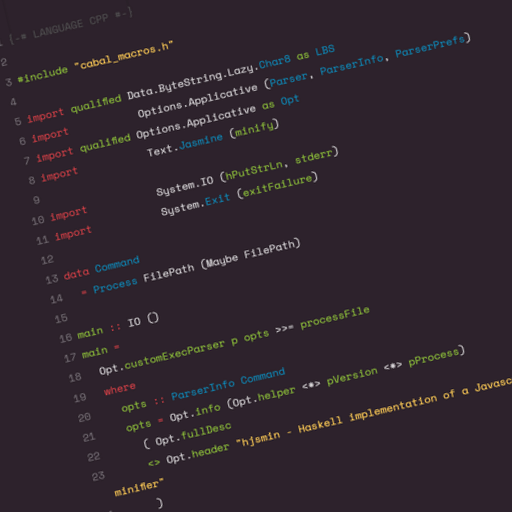 1 {-# LANGUAGE CPP #-}
2
3 #include "cabal_macros.h"
4
5 import qualified Data.ByteString.Lazy.Char8 as LBS
6 import Options.Applicative (Parser, ParserInfo, ParserPrefs)
7 import qualified Options.Applicative as Opt
8 import Text.Jasmine (minify)
9
10 import System.IO (hPutStrLn, stderr)
11 import System.Exit (exitFailure)
12
13 data Command
14 = Process FilePath (Maybe FilePath)
15
16 main :: IO ()
17 main =
18 Opt.customExecParser p opts >>= processFile
19 where
20 opts :: ParserInfo Command
21 opts = Opt.info (Opt.helper <*> pVersion <*> pProcess)
22 ( Opt.fullDesc
23 <> Opt.header "hjsmin - Haskell implementation of a Javasc
minifier"
)